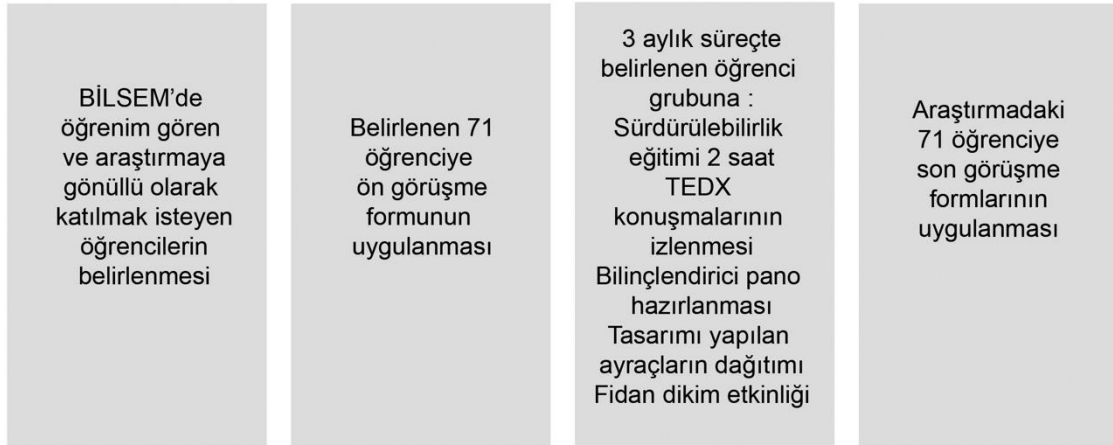 BİLSEM’de
öğrenim gören
ve araştırmaya
gönüllü olarak
katılmak isteyen
öğrencilerin
belirlenmesi
Belirlenen 71
öğrenciye
ön görüşme
formunun
uygulanması
3 aylık süreçte
belirlenen öğrenci
grubuna :
Sürdürülebilirlik
eğitimi 2 saat
TEDX
konuşmalarının
izlenmesi
Bilinçlendirici pano
hazırlanması
Tasarımı yapılan
ayraçların dağıtımı
Fidan dikim etkinliği
Araştırmadaki
71 öğrenciye
son görüşme
formlarının
uygulanması